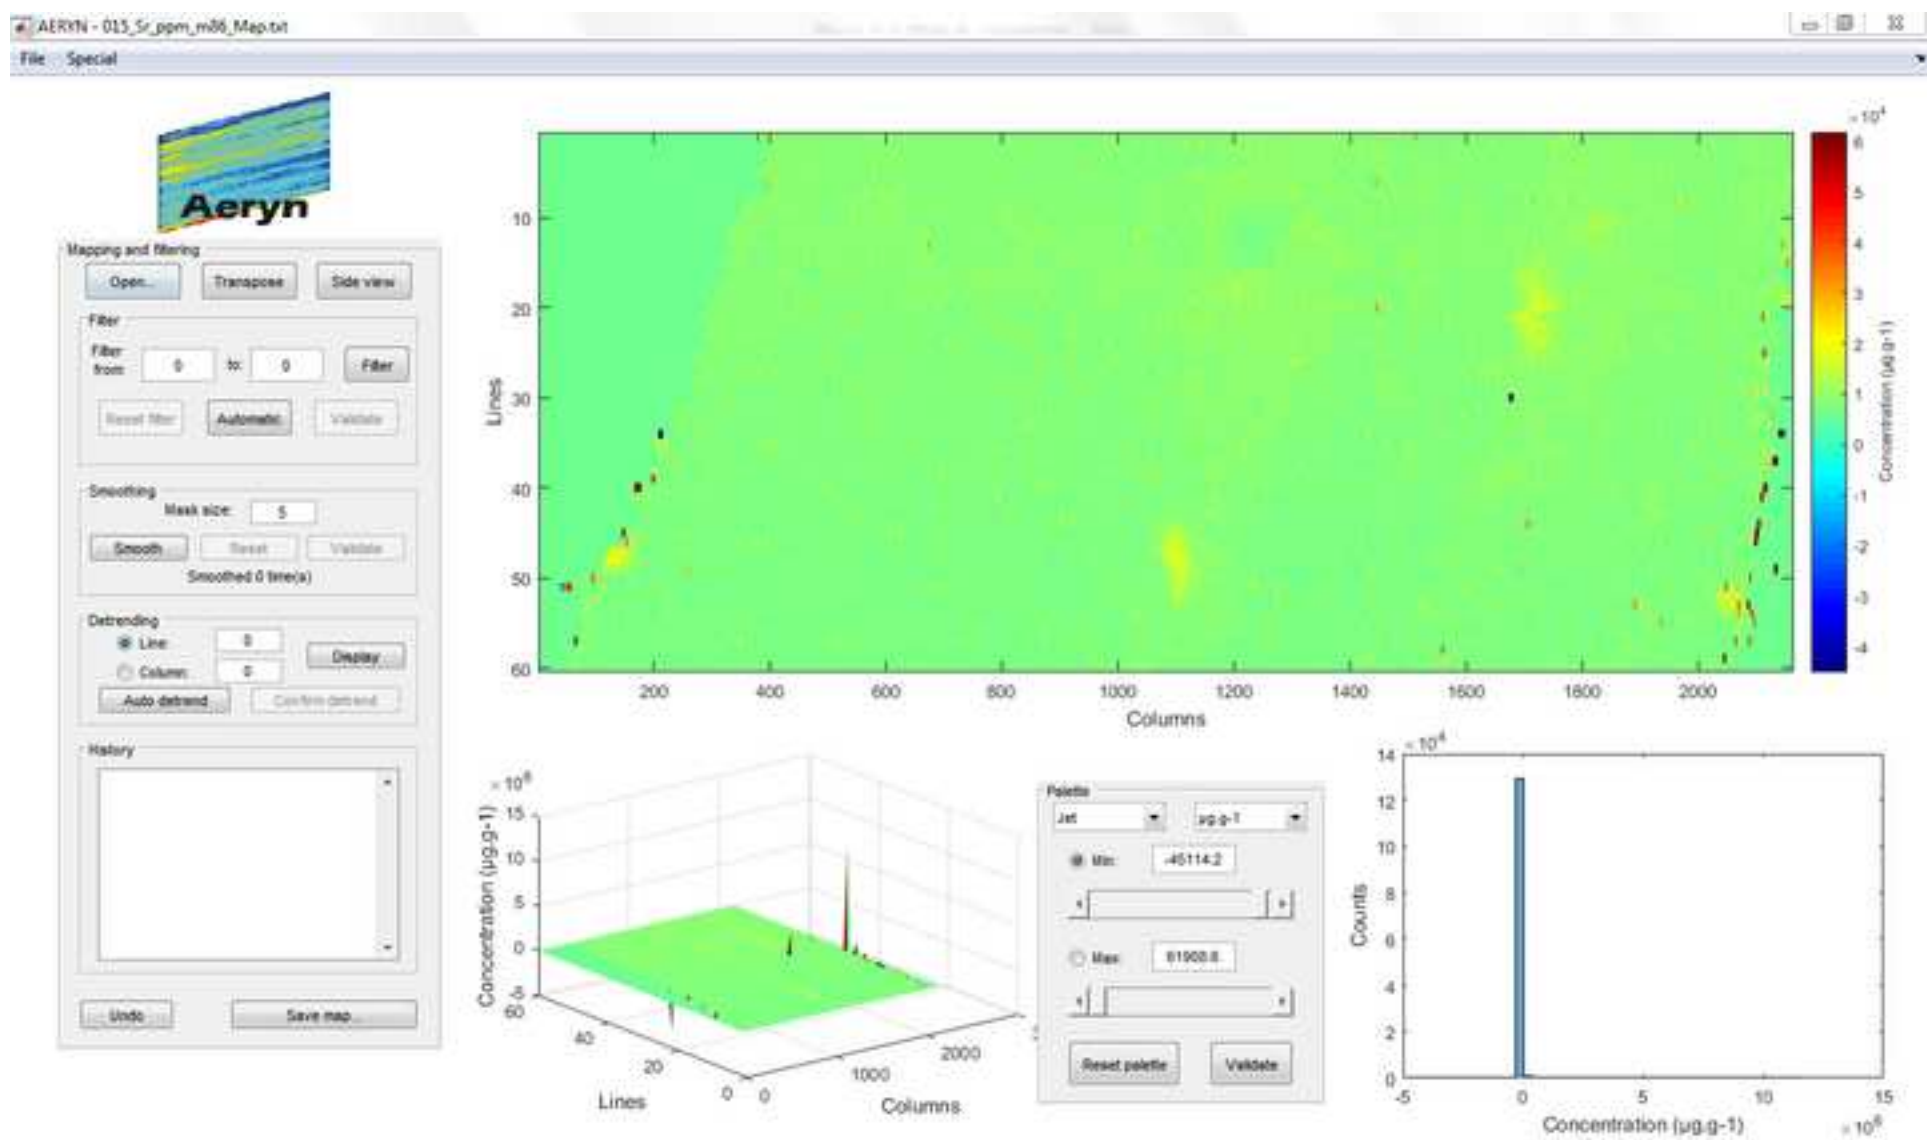 AERYN - 015_Sr_ppm_m86_Map.txt
File Special
Aeryn
Mapping and filtering
Open... Transpose Side view
Filter
Filter from: 0 to: 0 Filter
Reset filter Automatic Validate
Smoothing
Mask size: 5
Smooth Reset Validate
Smoothed 0 time(s)
Detrending
Line: 0
Display
Column: 0
Auto detrend Confirm detrend
History
Undo Save map...
Lines
10
20
30
40
50
60
200 400 600 800 1000 1200 1400 1600 1800 2000
Columns
×10^4
6
5
4
3
2
1
0
-1
-2
-3
-4
Concentration (µg.g-1)
×10^6
15
10
5
0
-5
Concentration (µg.g-1)
60
40
20
0
Lines
0
1000
2000
Columns
Palette
Jet µg.g-1
Min: -45114.2
Max: 61908.8
Reset palette Validate
×10^4
14
12
10
8
6
4
2
0
Counts
-5 0 5 10 15
Concentration (µg.g-1) ×10^6